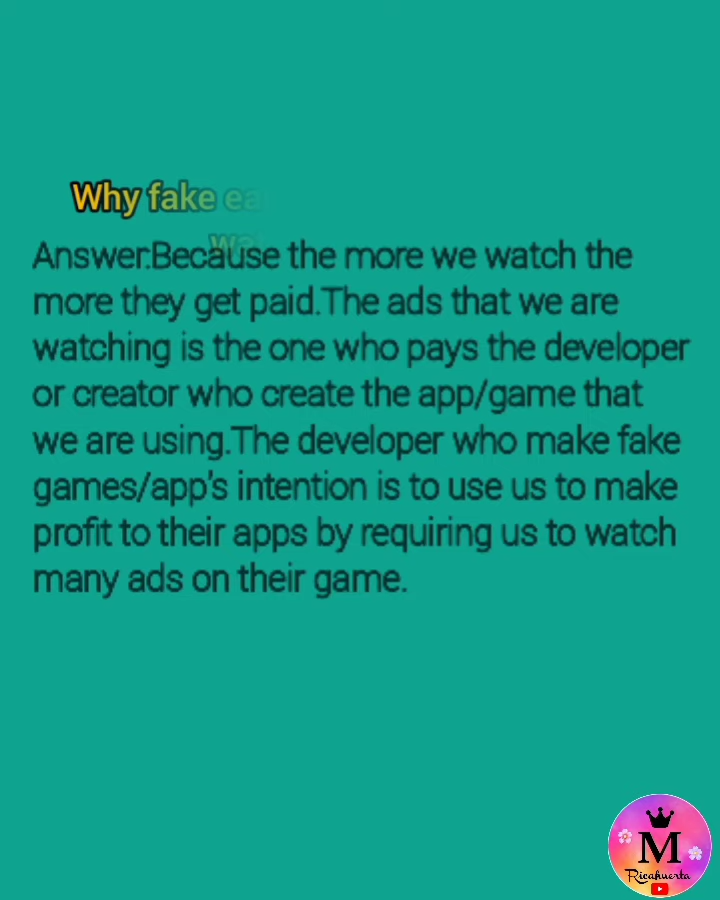 Why fake ea
wa
Answer:Because the more we watch the
more they get paid.The ads that we are
watching is the one who pays the developer
or creator who create the app/game that
we are using.The developer who make fake
games/app's intention is to use us to make
profit to their apps by requiring us to watch
many ads on their game.
M
Ricahuerta